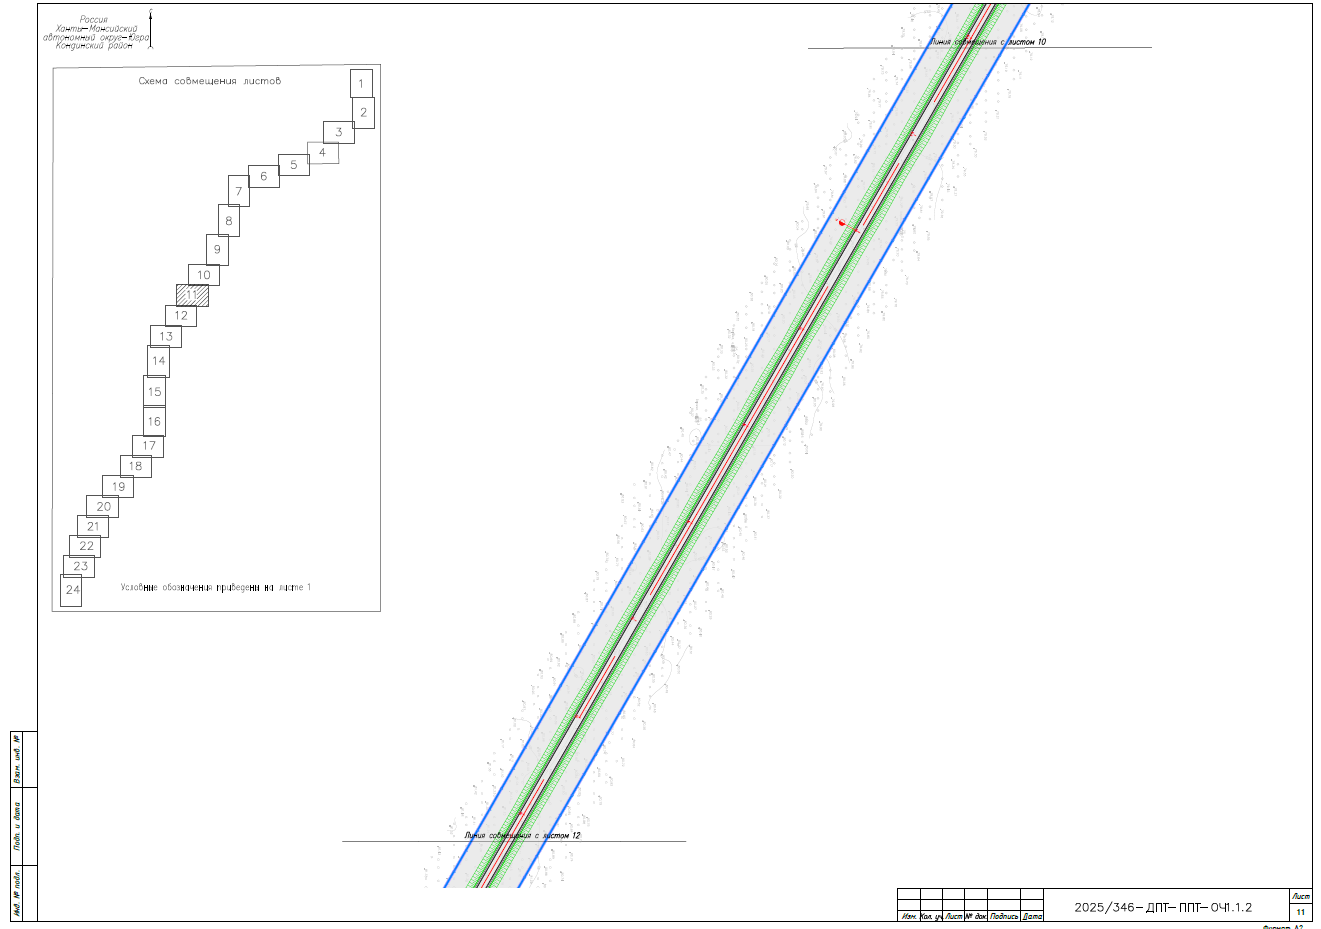 Россия
Ханты-Мансийский
автономный округ-Югра
Кондинский район
С
Схема совмещения листов
1
2
3
4
5
6
7
8
9
10
11
12
13
14
15
16
17
18
19
20
21
22
23
24
Условные обозначения приведены на листе 1
Линия совмещения с листом 10
Линия совмещения с листом 12
Взам. инв. №
Подп. и дата
Инв. № подл.
Изм. Кол. уч Лист № док. Подпись Дата
2025/346-ДПТ-ППТ-ОЧ1.1.2
Лист
11
Формат А2